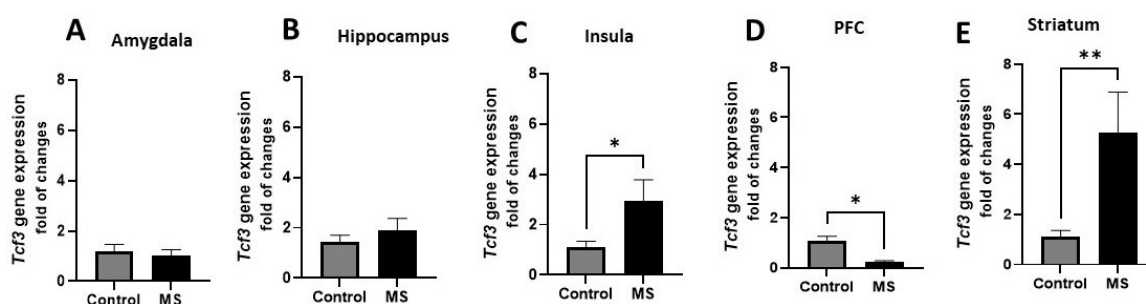 A
Amygdala
Tcf3 gene expression
fold of changes
8
6
4
2
0
Control MS
B
Hippocampus
Tcf3 gene expression
fold of changes
8
6
4
2
0
Control MS
C
Insula
Tcf3 gene expression
fold of changes
8
6
4
2
0
*
Control MS
D
PFC
Tcf3 gene expression
fold of changes
8
6
4
2
0
*
Control MS
E
Striatum
Tcf3 gene expression
fold of changes
8
6
4
2
0
**
Control MS